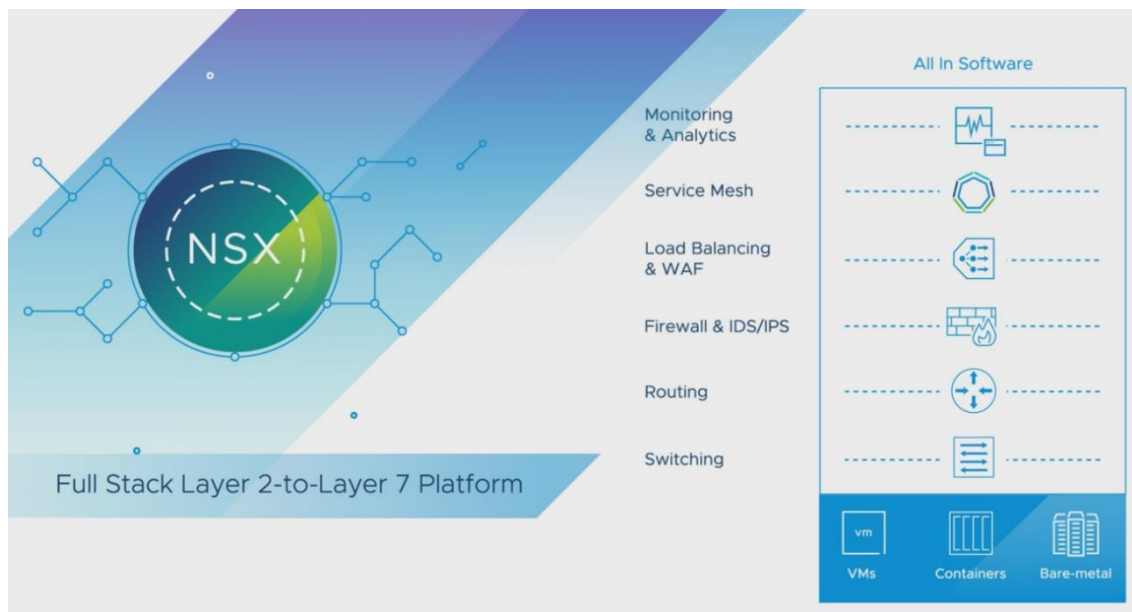 All In Software
NSX
Full Stack Layer 2-to-Layer 7 Platform
Monitoring
& Analytics
Service Mesh
Load Balancing
& WAF
Firewall & IDS/IPS
Routing
Switching
vm
VMs
Containers
Bare-metal